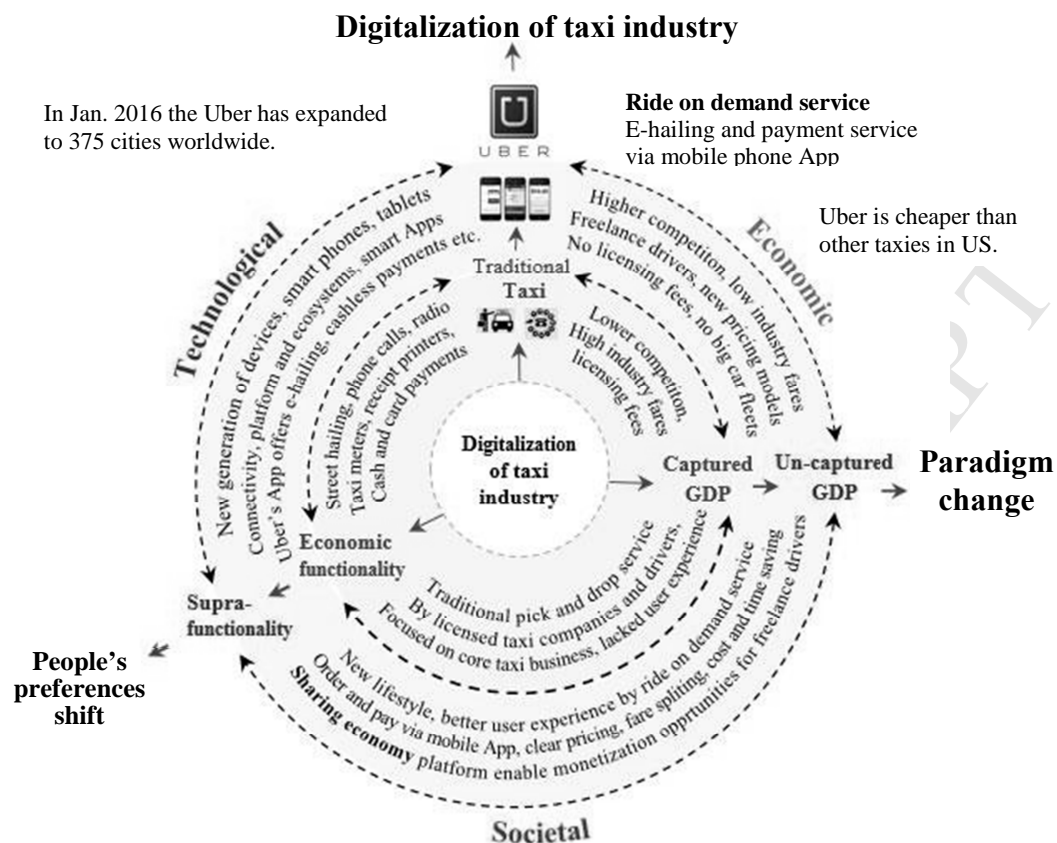 Digitalization of taxi industry
In Jan. 2016 the Uber has expanded
to 375 cities worldwide.
Ride on demand service
E-hailing and payment service
via mobile phone App
UBER
Uber is cheaper than
other taxies in US.
Technological
New generation of devices, smart phones, tablets
Connectivity, platform and ecosystems, smart Apps
Uber's App offers e-hailing, cashless payments etc.
Economic
Higher competiton, low industry fares
Freelance drivers, new pricing models
No licensing fees, no big car fleets
Traditional
Taxi
Street hailing, phone calls, radio
Taxi meters, receipt printers,
Cash and card payments
Lower competiton,
High industry fares
licensing fees
Digitalization
of taxi
industry
Captured
GDP
Un-captured
GDP
Paradigm
change
Economic
functionality
Supra-
functionality
People's
preferences
shift
Traditional pick and drop service
By licensed taxi companies and drivers,
Focused on core taxi business, lacked user experience
New lifestyle, better user experience by ride on demand service
Order and pay via mobile App, clear pricing, fare spliting, cost and time saving
Sharing economy platform enable monetization opprtunities for freelance drivers
Societal